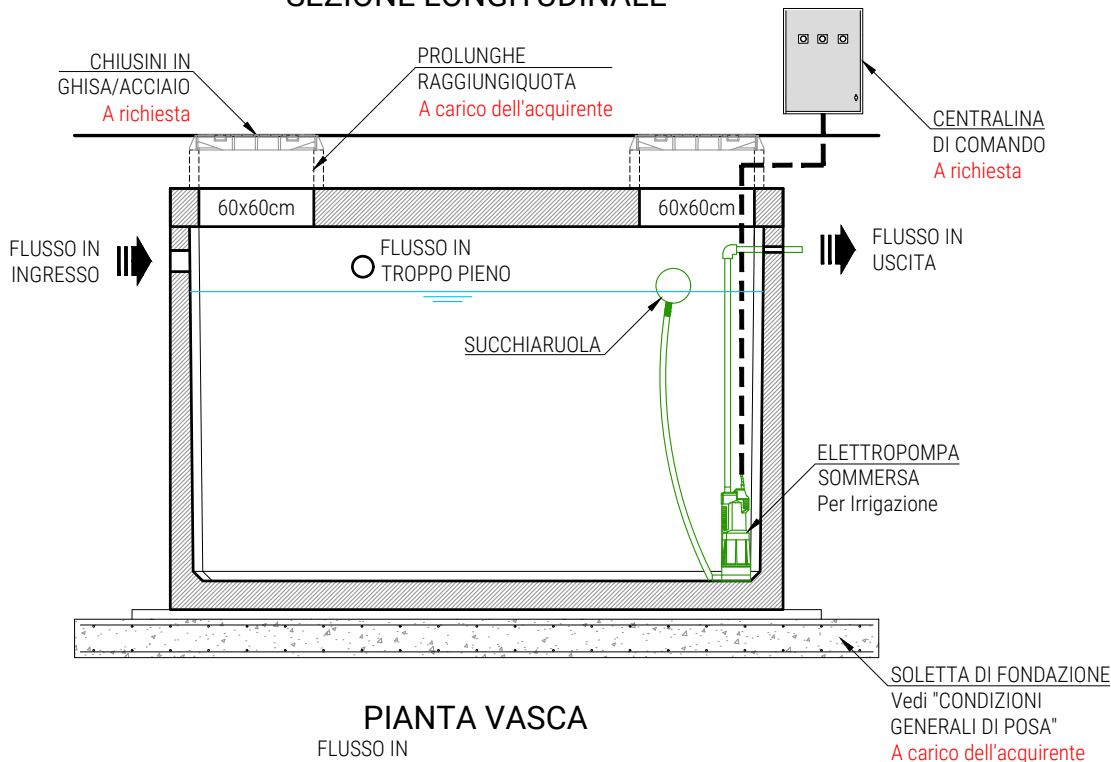 SEZIONE LONGITUDINALE
CHIUSINI IN
GHISA/ACCIAIO
A richiesta
PROLUNGHE
RAGGIUNGIQUOTA
A carico dell'acquirente
CENTRALINA
DI COMANDO
A richiesta
60x60cm
60x60cm
FLUSSO IN
INGRESSO
FLUSSO IN
TROPPO PIENO
FLUSSO IN
USCITA
SUCCHIARUOLA
ELETTROPOMPA
SOMMERSA
Per Irrigazione
SOLETTA DI FONDAZIONE
Vedi "CONDIZIONI
GENERALI DI POSA"
A carico dell'acquirente
PIANTA VASCA
FLUSSO IN